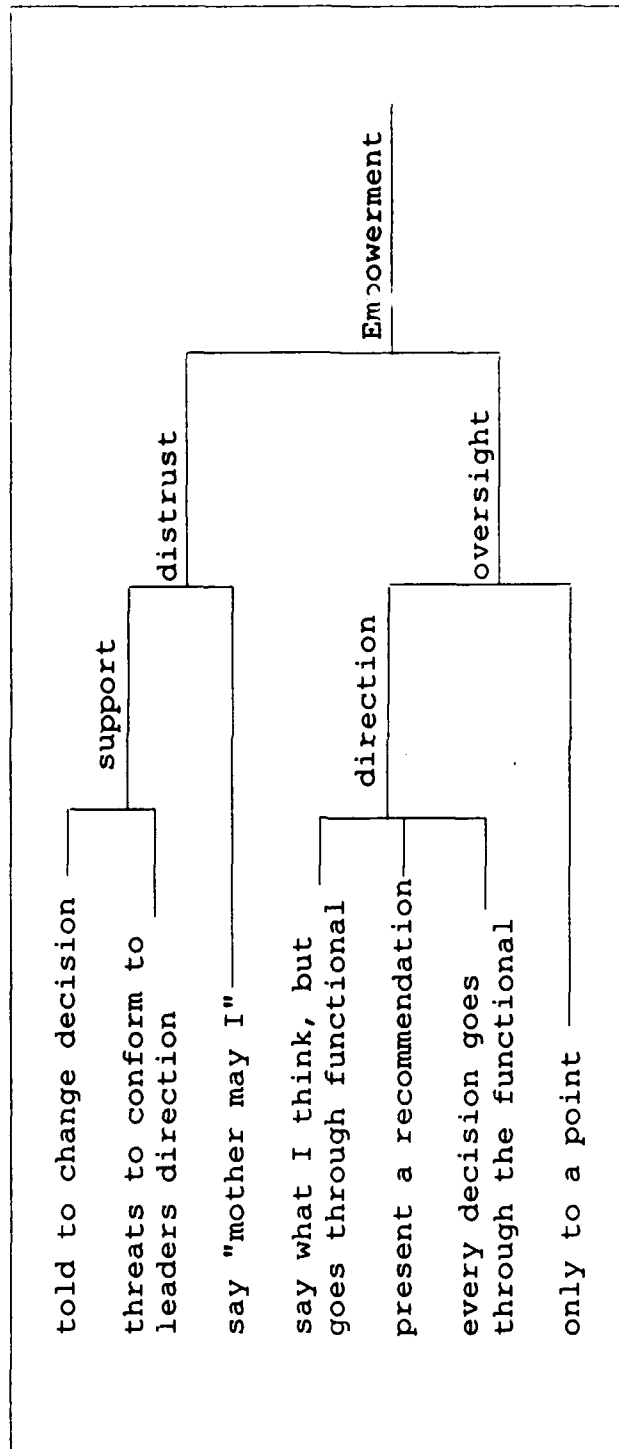 told to change decision
threats to conform to
leaders direction
say "mother may I"
say what I think, but
goes through functional
present a recommendation
every decision goes
through the functional
only to a point
support
direction
distrust
oversight
Empowerment